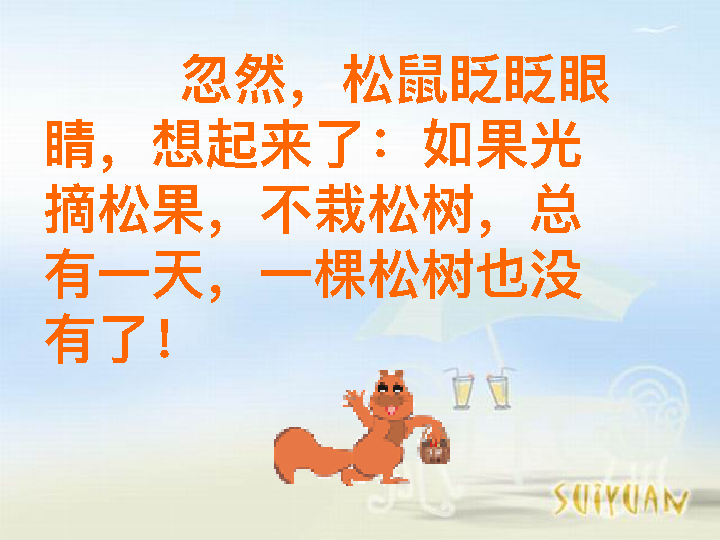 忽然，松鼠眨眨眼
睛，想起来了：如果光
摘松果，不栽松树，总
有一天，一棵松树也没
有了！
SUIYUAN